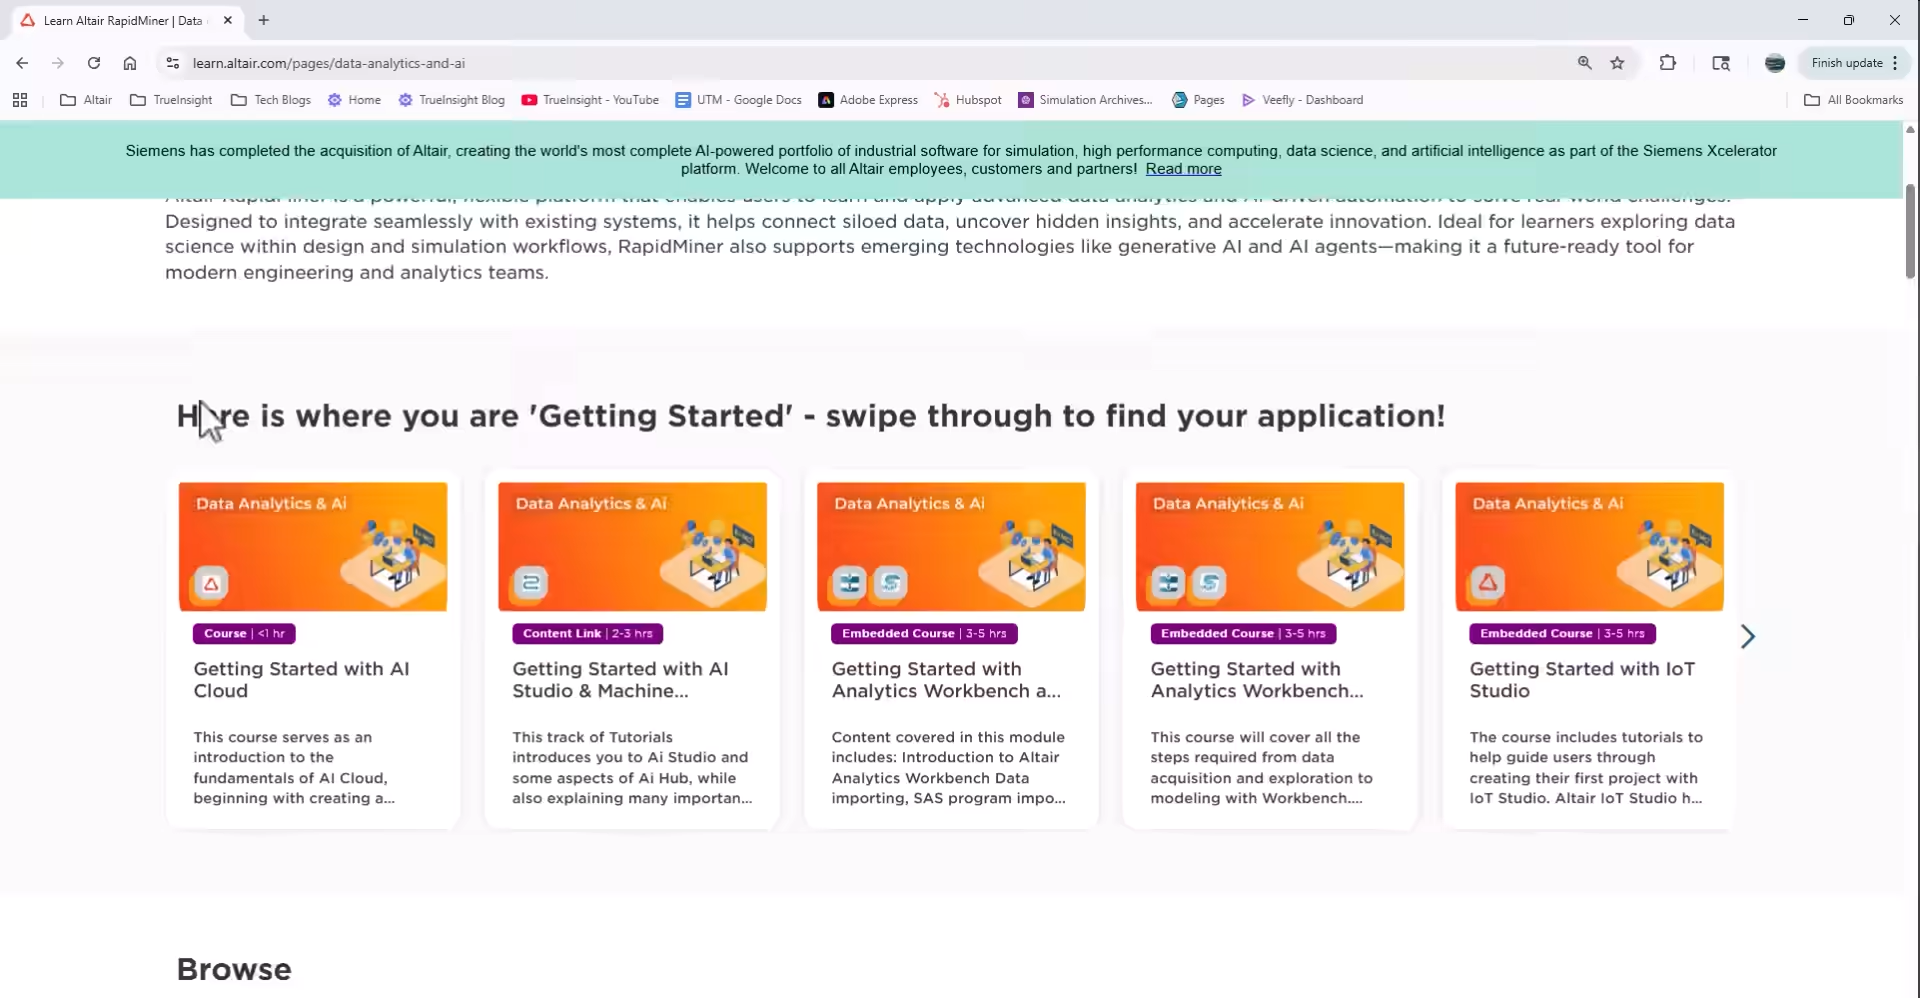 Learn Altair RapidMiner | Data
learn.altair.com/pages/data-analytics-and-ai
Finish update
Altair
TrueInsight
Tech Blogs
Home
TrueInsight Blog
TrueInsight - YouTube
UTM - Google Docs
Adobe Express
Hubspot
Simulation Archives...
Pages
Veefly - Dashboard
All Bookmarks
Siemens has completed the acquisition of Altair, creating the world's most complete AI-powered portfolio of industrial software for simulation, high performance computing, data science, and artificial intelligence as part of the Siemens Xcelerator
platform. Welcome to all Altair employees, customers and partners! Read more
Altair RapidMiner is a powerful, flexible platform that enables users to learn and apply advanced data analytics and AI-driven automation to solve real-world challenges.
Designed to integrate seamlessly with existing systems, it helps connect siloed data, uncover hidden insights, and accelerate innovation. Ideal for learners exploring data
science within design and simulation workflows, RapidMiner also supports emerging technologies like generative AI and AI agents—making it a future-ready tool for
modern engineering and analytics teams.
Here is where you are 'Getting Started' - swipe through to find your application!
Data Analytics & Ai
Course | <1 hr
Getting Started with AI
Cloud
This course serves as an
introduction to the
fundamentals of AI Cloud,
beginning with creating a...
Data Analytics & Ai
Content Link | 2-3 hrs
Getting Started with AI
Studio & Machine...
This track of Tutorials
introduces you to Ai Studio and
some aspects of Ai Hub, while
also explaining many importan...
Data Analytics & Ai
Embedded Course | 3-5 hrs
Getting Started with
Analytics Workbench a...
Content covered in this module
includes: Introduction to Altair
Analytics Workbench Data
importing, SAS program impo...
Data Analytics & Ai
Embedded Course | 3-5 hrs
Getting Started with
Analytics Workbench...
This course will cover all the
steps required from data
acquisition and exploration to
modeling with Workbench....
Data Analytics & Ai
Embedded Course | 3-5 hrs
Getting Started with IoT
Studio
The course includes tutorials to
help guide users through
creating their first project with
IoT Studio. Altair IoT Studio h...
Browse